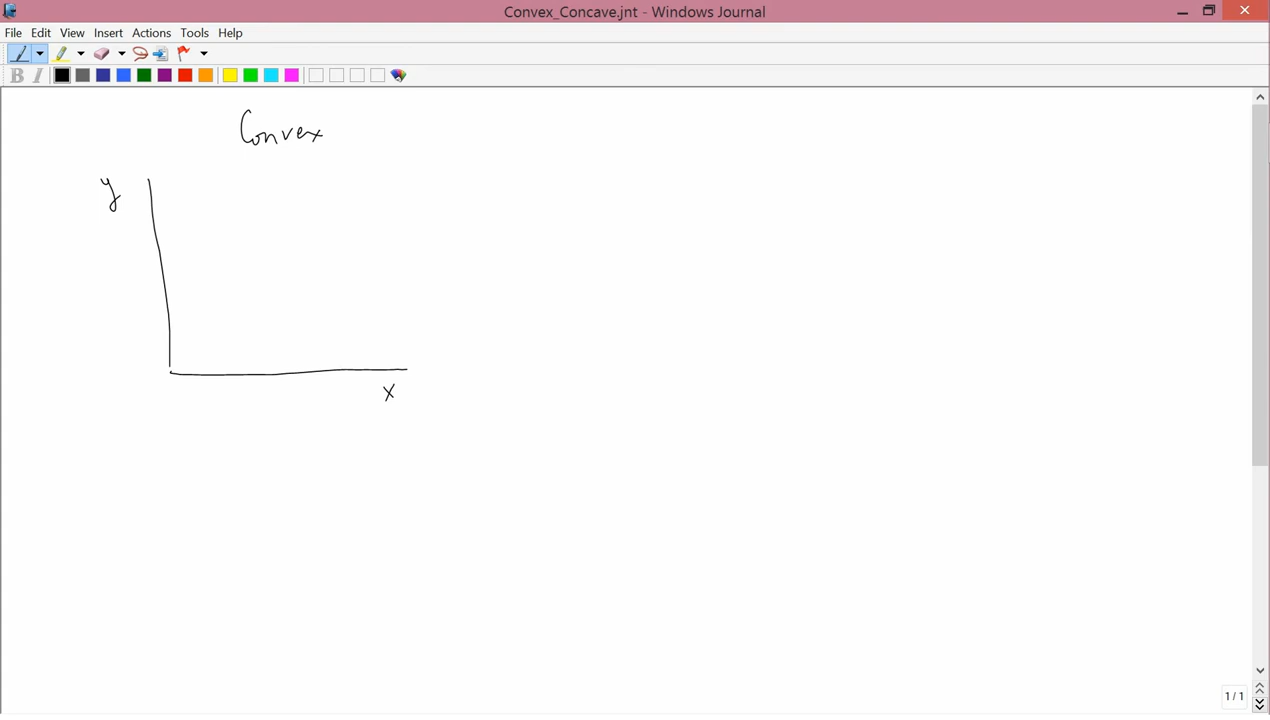 Convex_Concave.jnt - Windows Journal
File Edit View Insert Actions Tools Help
B I
Convex
y
x
1 / 1